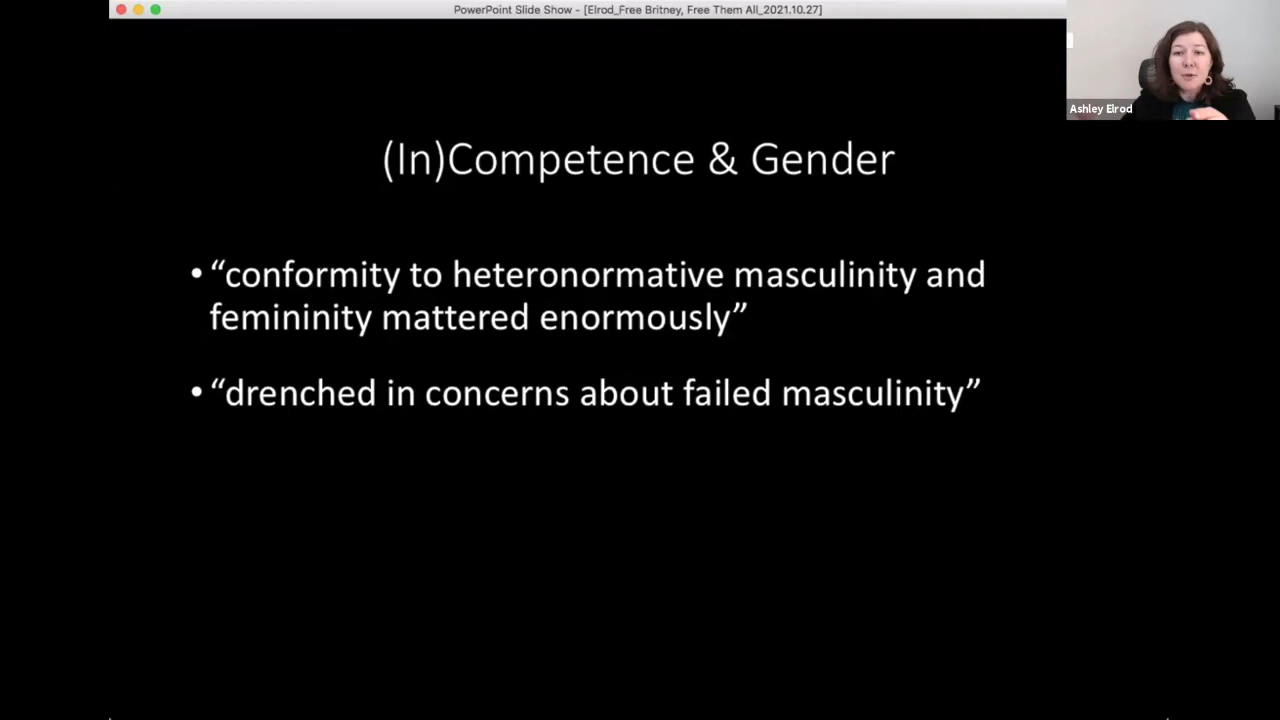 PowerPoint Slide Show - [Elrod_Free Britney, Free Them All_2021.10.27]
Ashley Elrod
(In)Competence & Gender
• “conformity to heteronormative masculinity and
femininity mattered enormously”
• “drenched in concerns about failed masculinity”